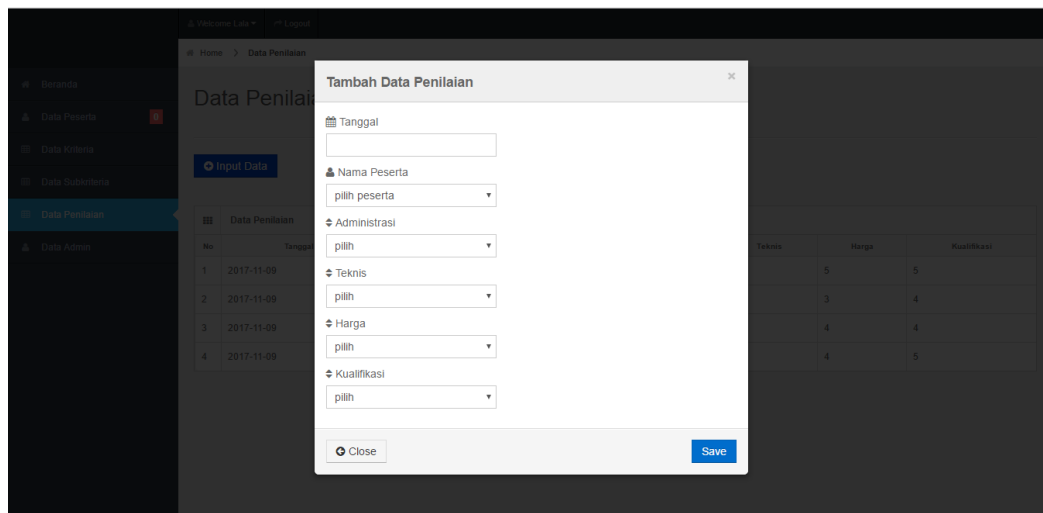 Welcome Lala Logout
Home > Data Penilaian
Beranda
Data Peserta 0
Data Kriteria
Data Subkriteria
Data Penilaian
Data Admin
Data Penilai
Input Data
Data Penilaian
No Tanggal Teknis Harga Kualifikasi
1 2017-11-09 5 5
2 2017-11-09 3 4
3 2017-11-09 4 4
4 2017-11-09 4 5
Tambah Data Penilaian ×
Tanggal
Nama Peserta
pilih peserta
Administrasi
pilih
Teknis
pilih
Harga
pilih
Kualifikasi
pilih
Close Save